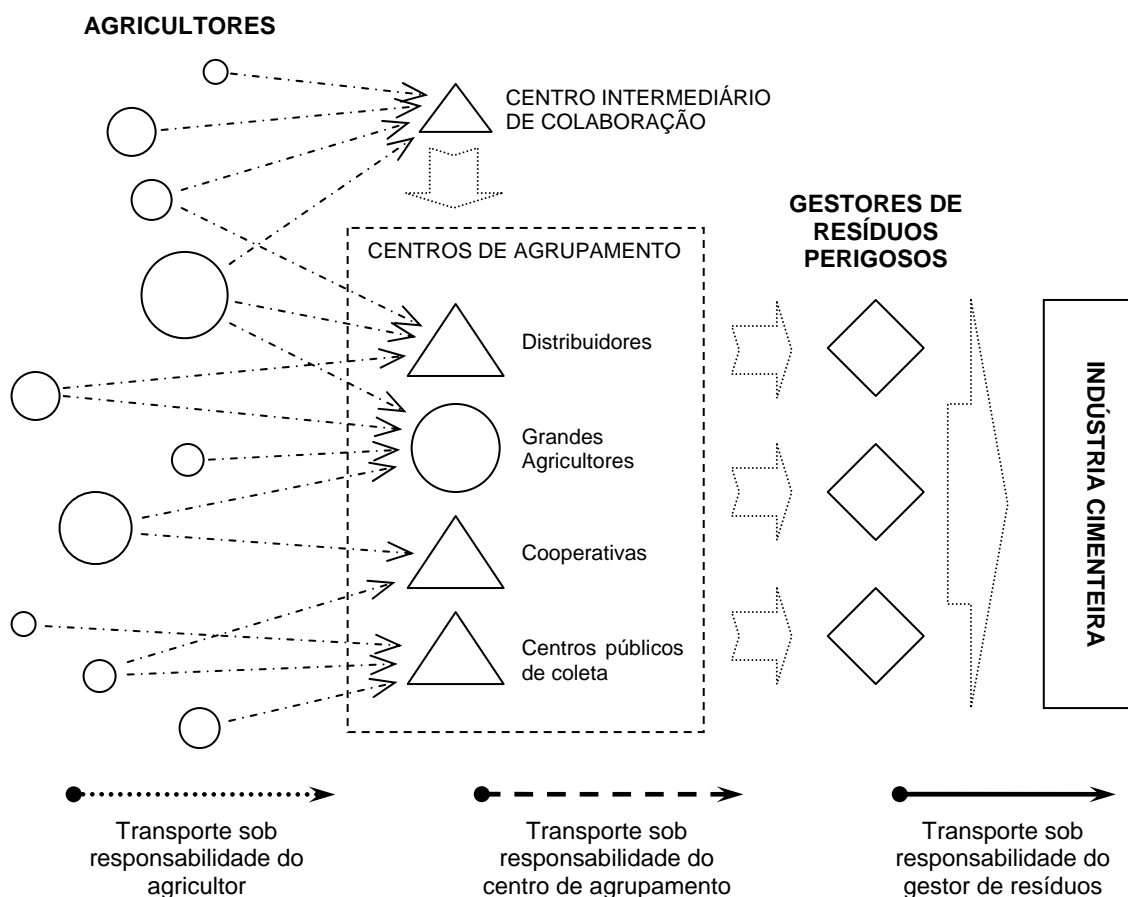 AGRICULTORES
CENTRO INTERMEDIÁRIO
DE COLABORAÇÃO
GESTORES DE
RESÍDUOS
PERIGOSOS
CENTROS DE AGRUPAMENTO
Distribuidores
Grandes
Agricultores
Cooperativas
Centros públicos
de coleta
INDÚSTRIA CIMENTEIRA
Transporte sob
responsabilidade do
agricultor
Transporte sob
responsabilidade do
centro de agrupamento
Transporte sob
responsabilidade do
gestor de resíduos